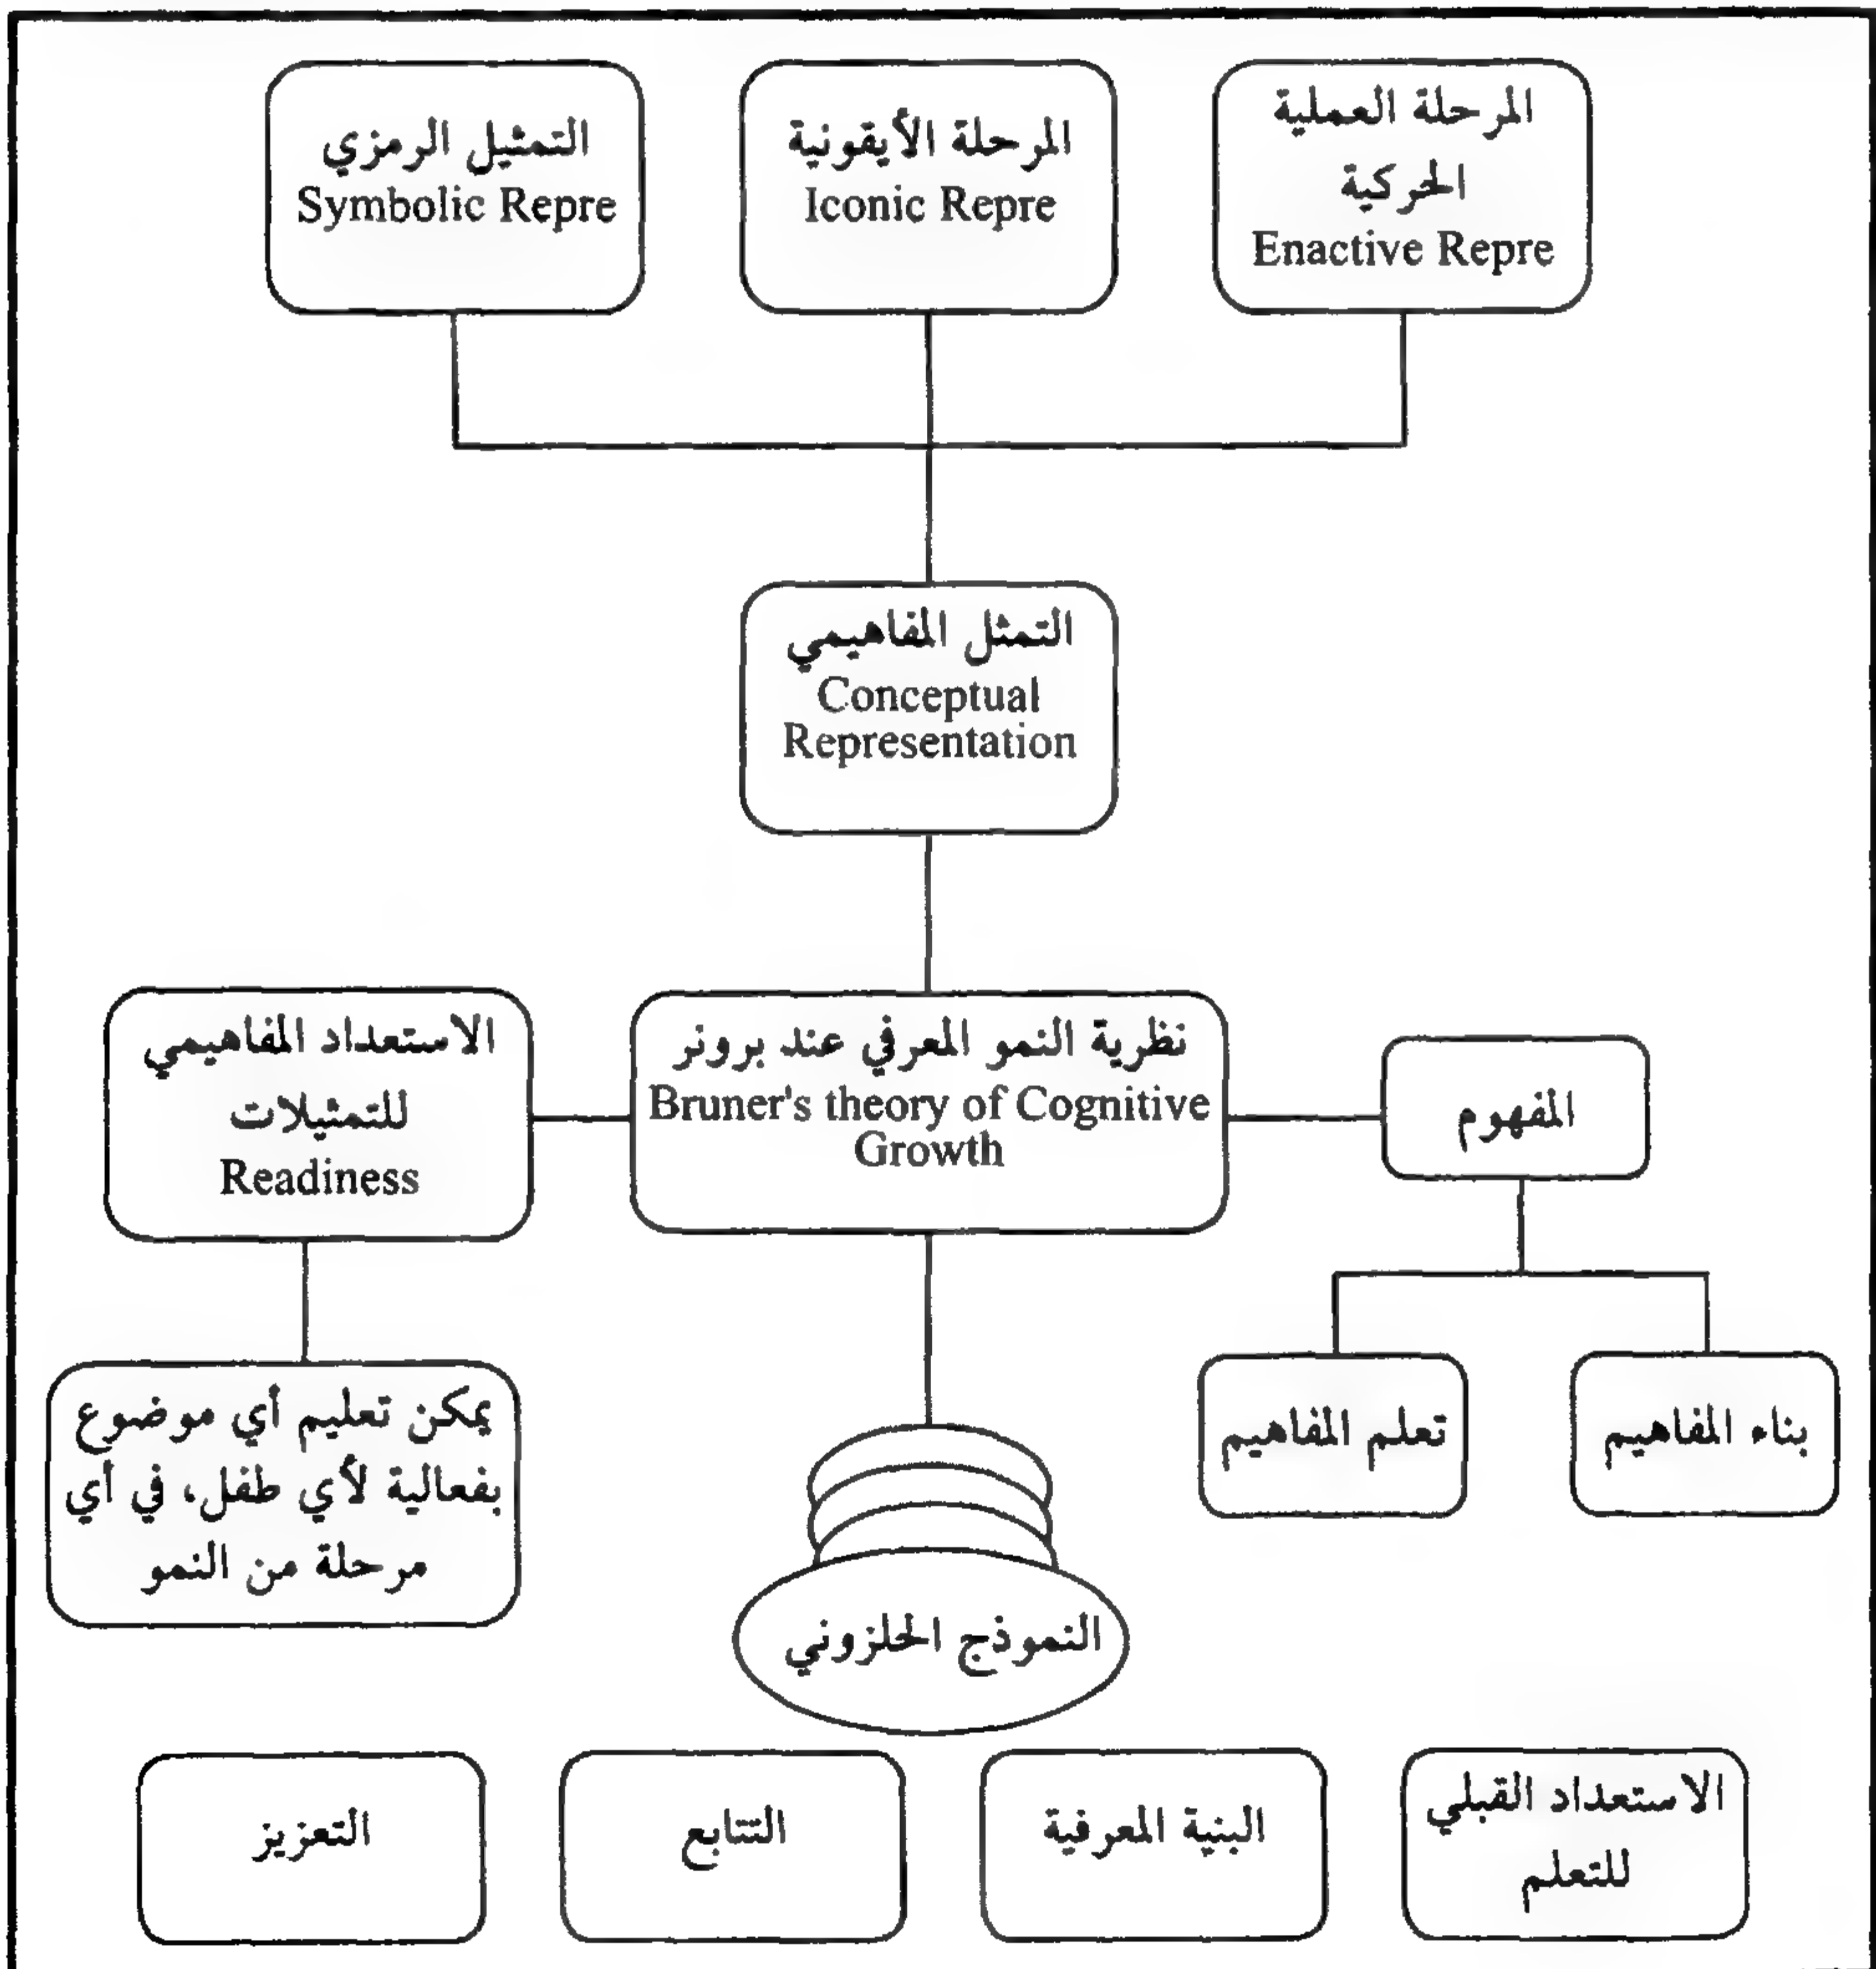 المرحلة العملية
الحركية
Enactive Repre
المرحلة الأيقونية
Iconic Repre
التمثيل الرمزي
Symbolic Repre
التمثل المفاهيمي
Conceptual
Representation
نظرية النمو المعرفي عند برونر
Bruner's theory of Cognitive
Growth
المفهوم
بناء المفاهيم
تعلم المفاهيم
الاستعداد المفاهيمي
للتمثيلات
Readiness
يمكن تعليم أي موضوع
بفعالية لأي طفل، في أي
مرحلة من النمو
النموذج الحلزوني
الاستعداد القبلي
للتعلم
البنية المعرفية
التتابع
التعزيز